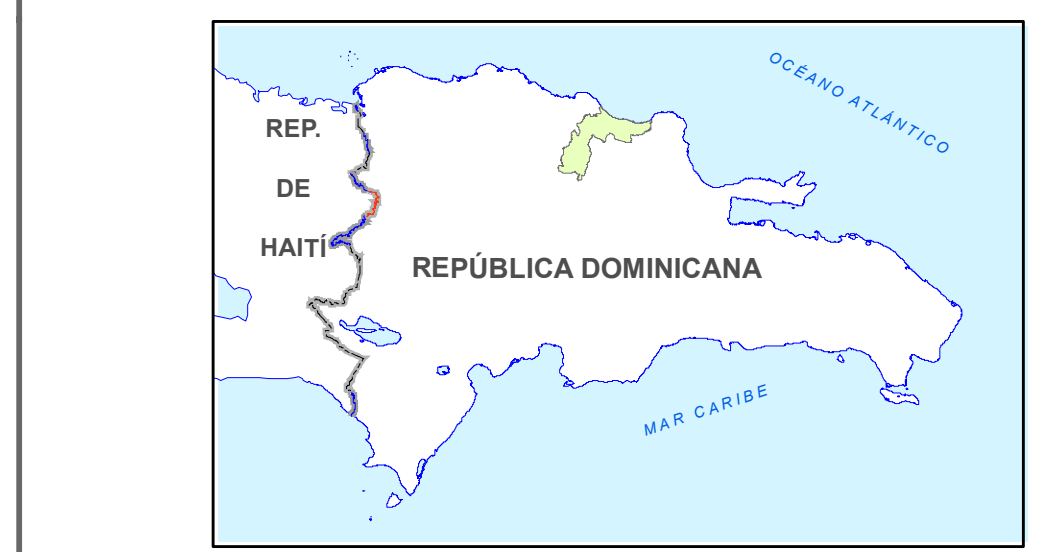 OCÉANO ATLÁNTICO
REP.
DE
HAITÍ
REPÚBLICA DOMINICANA
MAR CARIBE